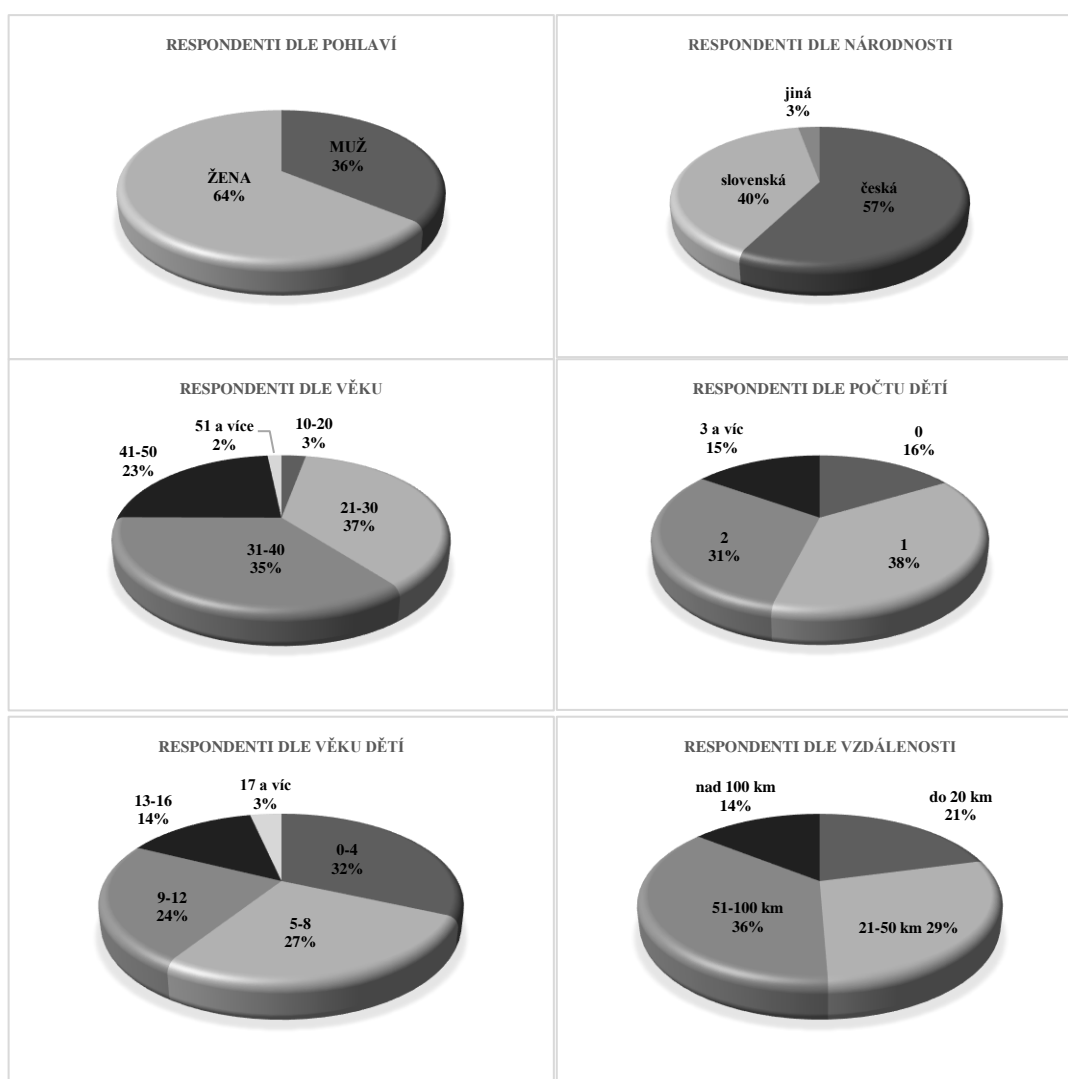 RESPONDENTI DLE POHLAVÍ
MUŽ
36%
ŽENA
64%
RESPONDENTI DLE NÁRODNOSTI
jiná
3%
slovenská
40%
česká
57%
RESPONDENTI DLE VĚKU
51 a více
2%
10-20
3%
41-50
23%
21-30
37%
31-40
35%
RESPONDENTI DLE POČTU DĚTÍ
3 a víc
15%
0
16%
2
31%
1
38%
RESPONDENTI DLE VĚKU DĚTÍ
17 a víc
3%
13-16
14%
0-4
32%
9-12
24%
5-8
27%
RESPONDENTI DLE VZDÁLENOSTI
nad 100 km
14%
do 20 km
21%
51-100 km
36%
21-50 km 29%